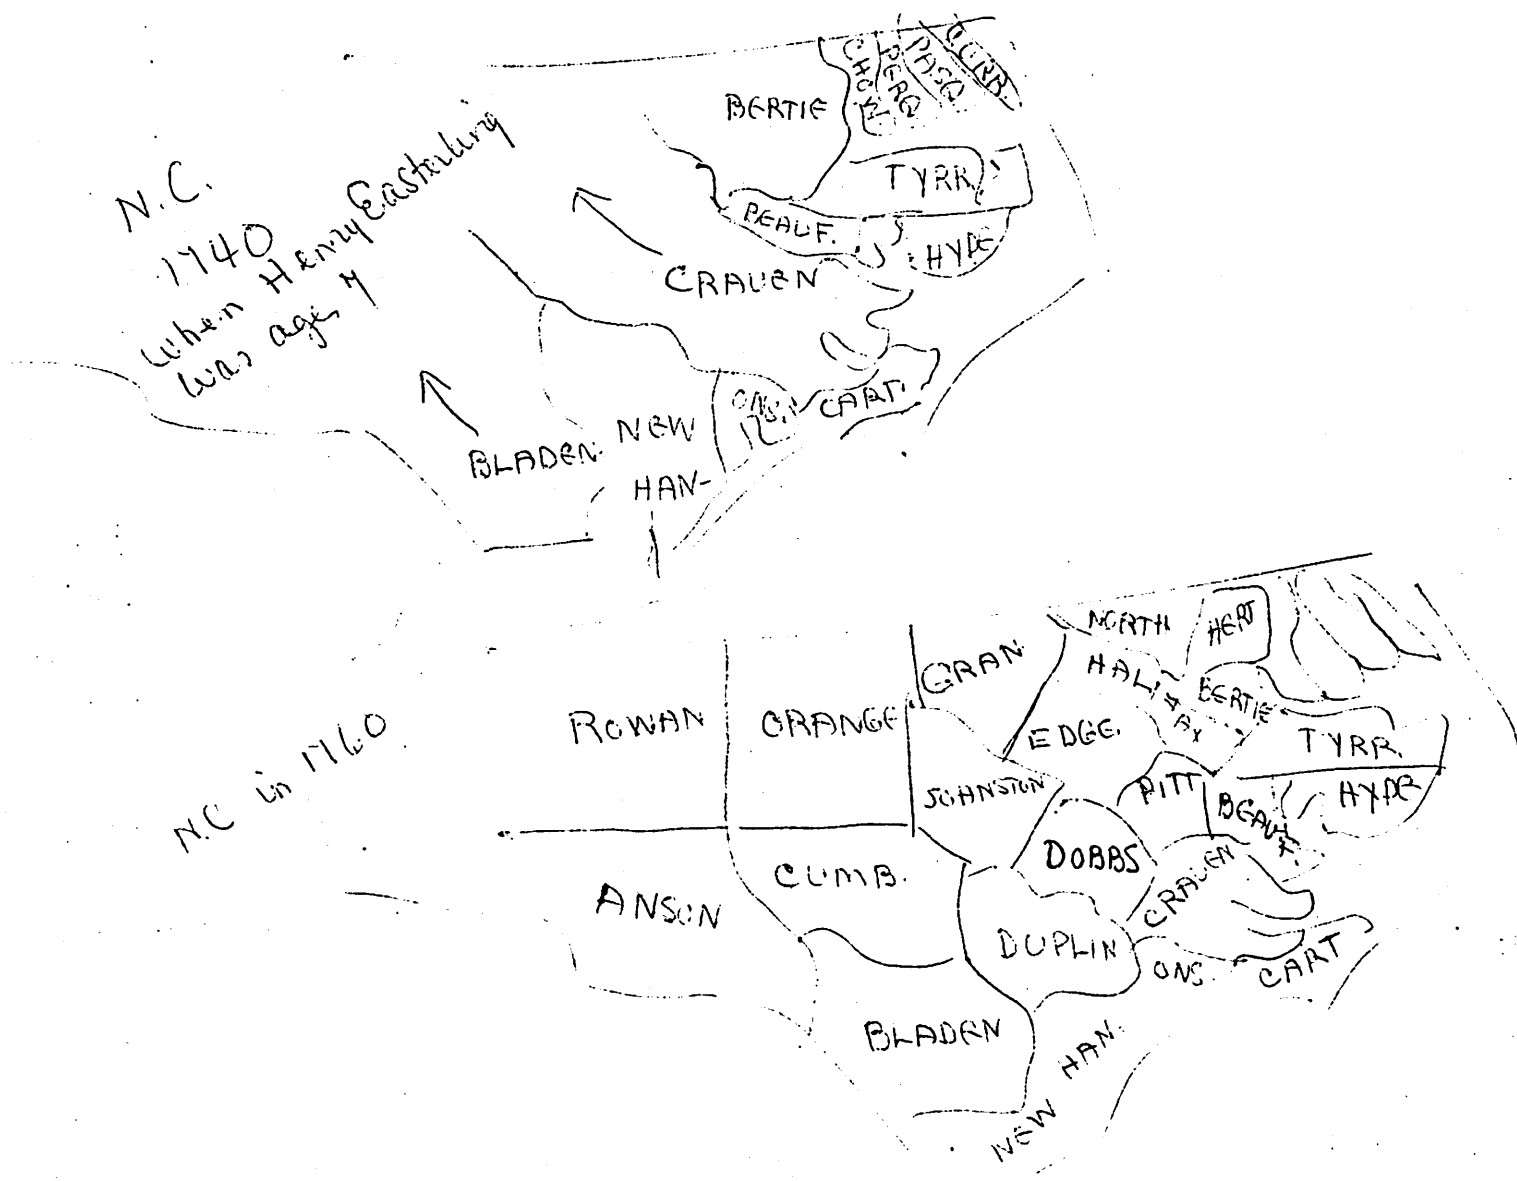 N.C.
1740
when Henry Easterling
was age 7
BERTIE
CHOW
PERQ
PASQ
CURR.
TYRR
BEAUF.
HYDE
CRAVEN
BLADEN
NEW
HAN-
ONS.
CART.
N.C in 1760
ROWAN
ORANGE
GRAN
NORTH
HERT
HALIFAX
BERTIE
EDGE.
TYRR.
JOHNSTON
PITT
BEAUF.
HYDE
DOBBS
CRAVEN
ANSON
CUMB.
DUPLIN
ONS.
CART
BLADEN
NEW HAN.